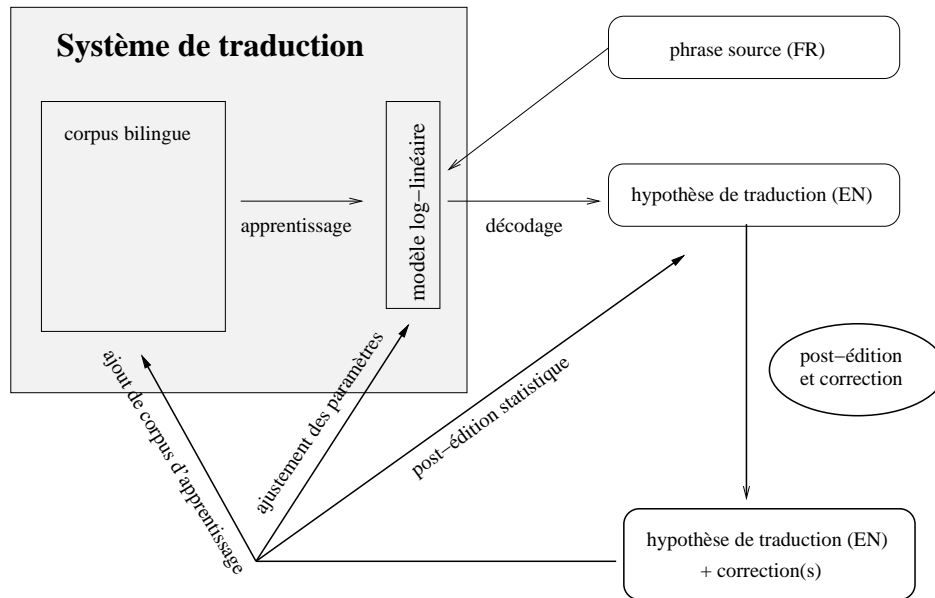 Système de traduction
phrase source (FR)
corpus bilingue
modèle log−linéaire
hypothèse de traduction (EN)
apprentissage
décodage
post−édition
et correction
ajout de corpus d'apprentissage
ajustement des paramètres
post−édition statistique
hypothèse de traduction (EN)
+ correction(s)